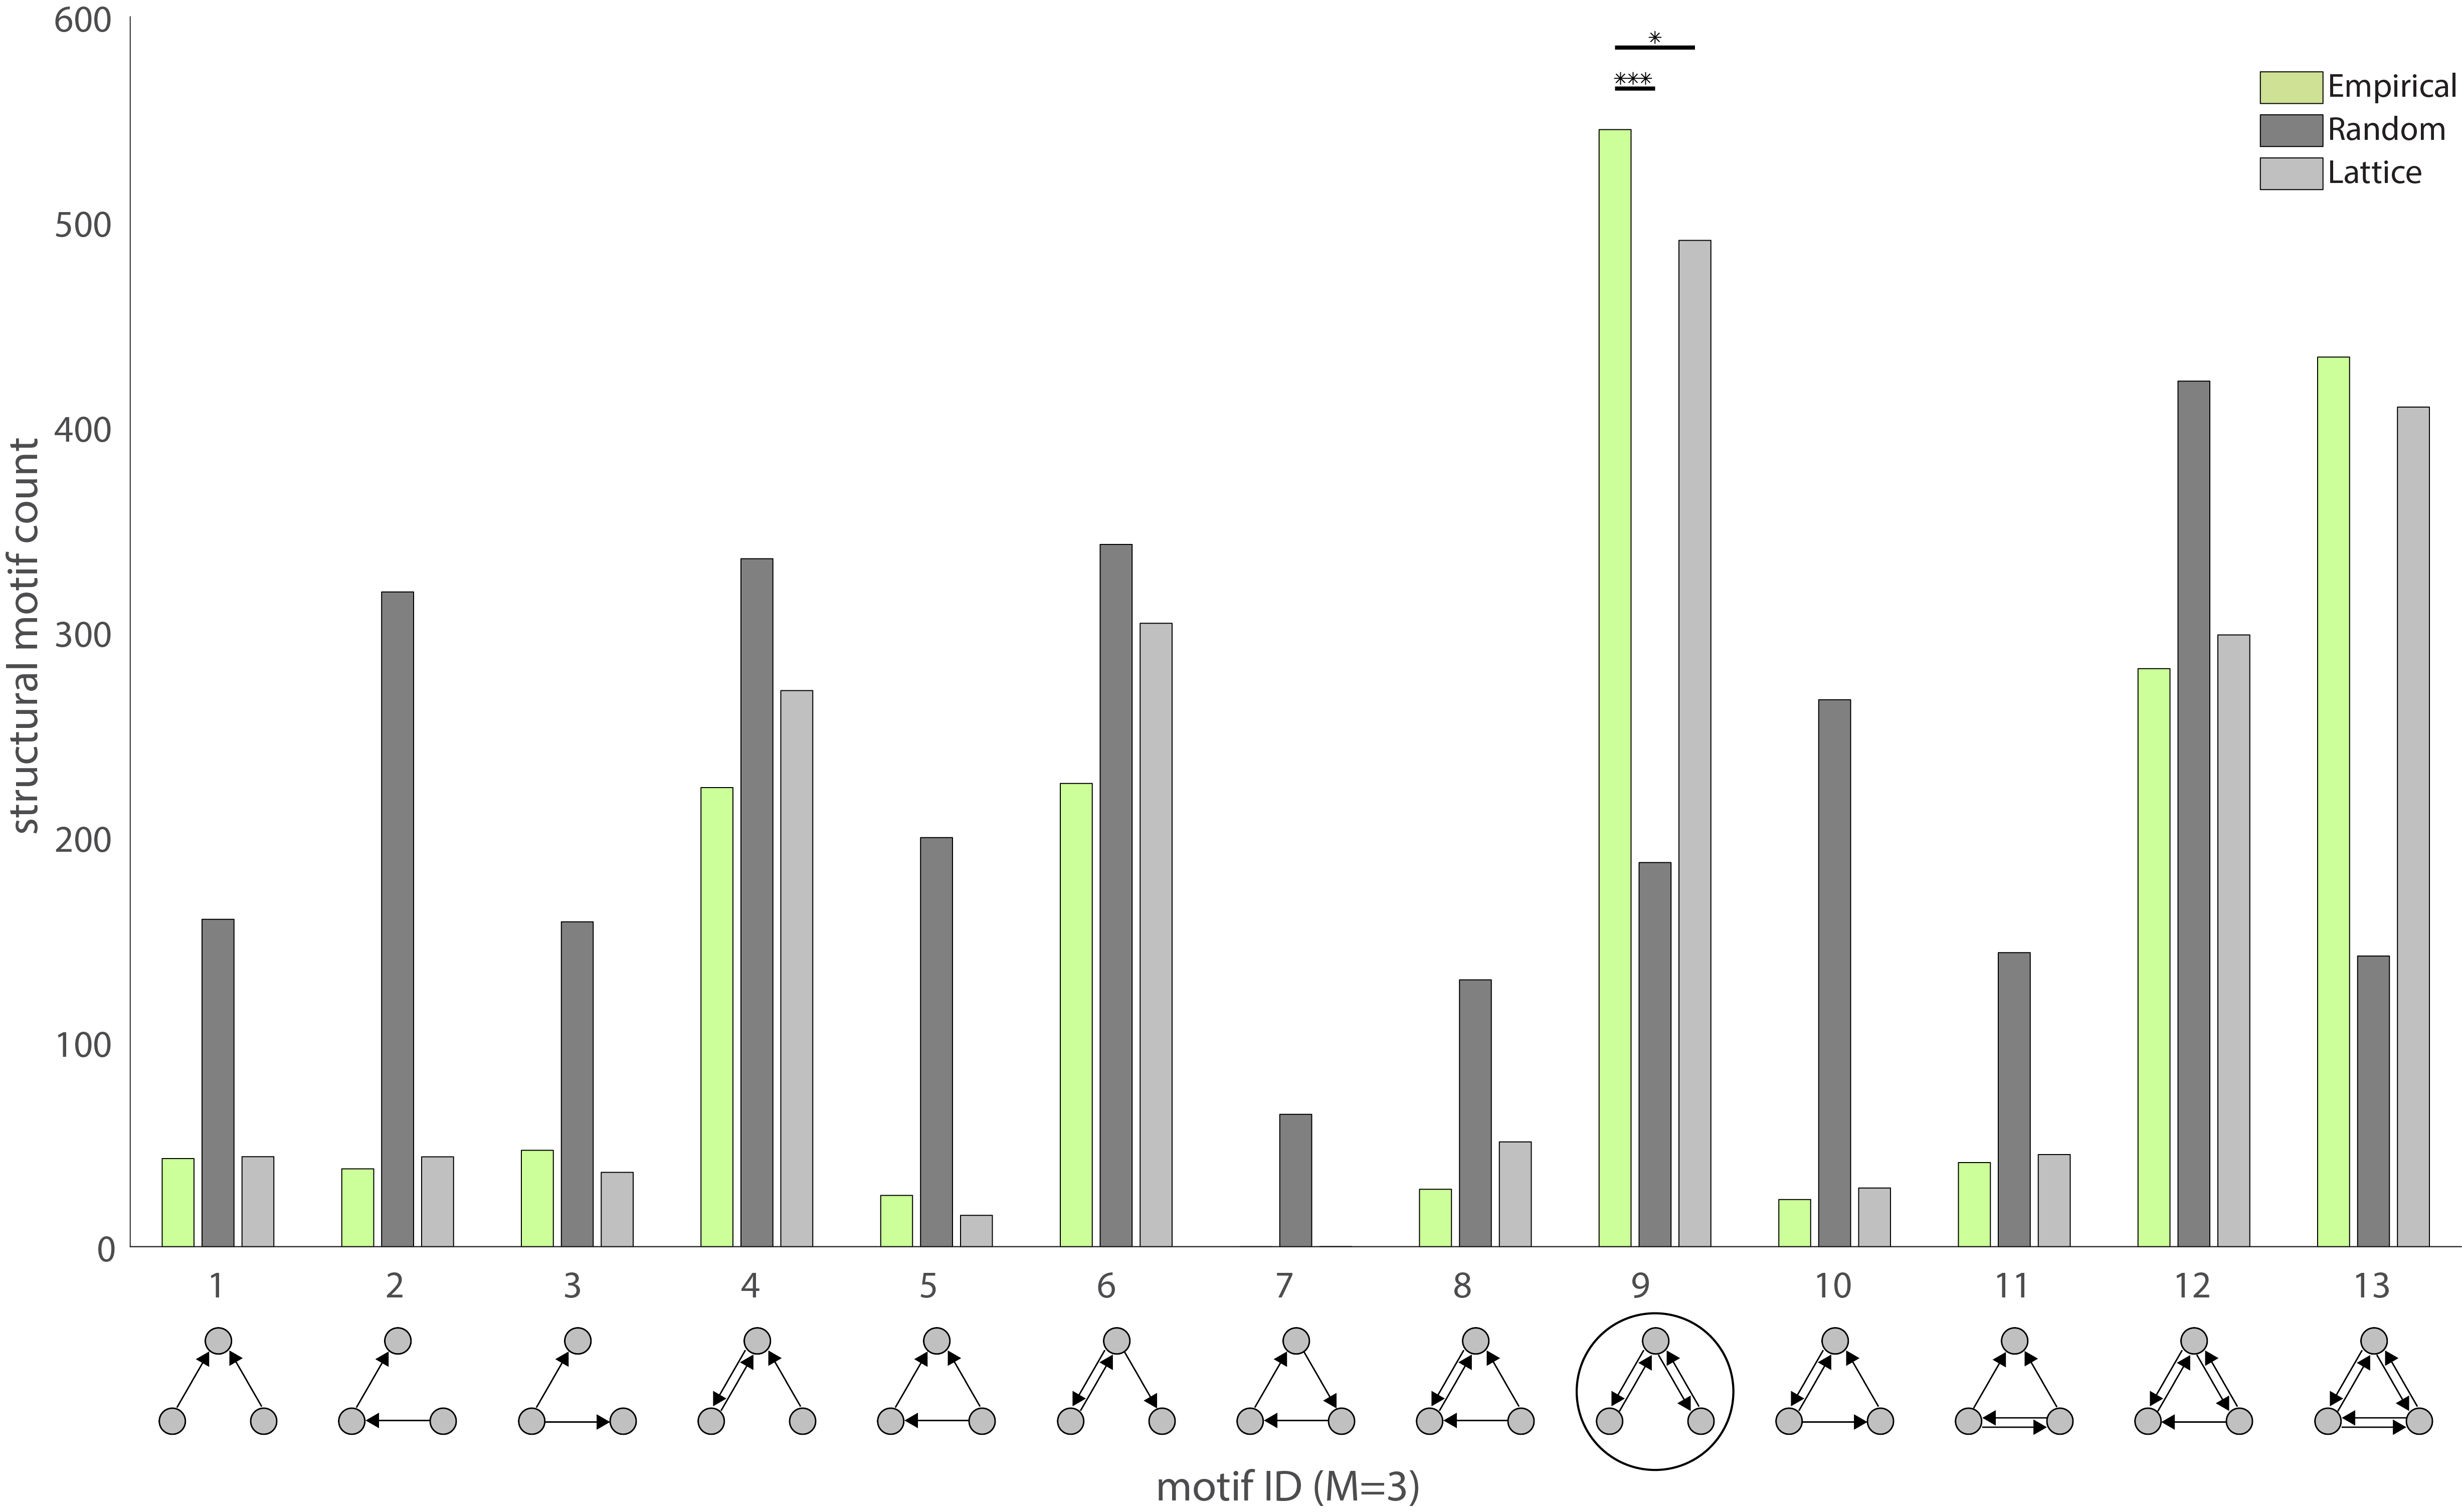 600
500
400
300
200
100
0
structural motif count
*
***
Empirical
Random
Lattice
1 2 3 4 5 6 7 8 9 10 11 12 13
motif ID (M=3)